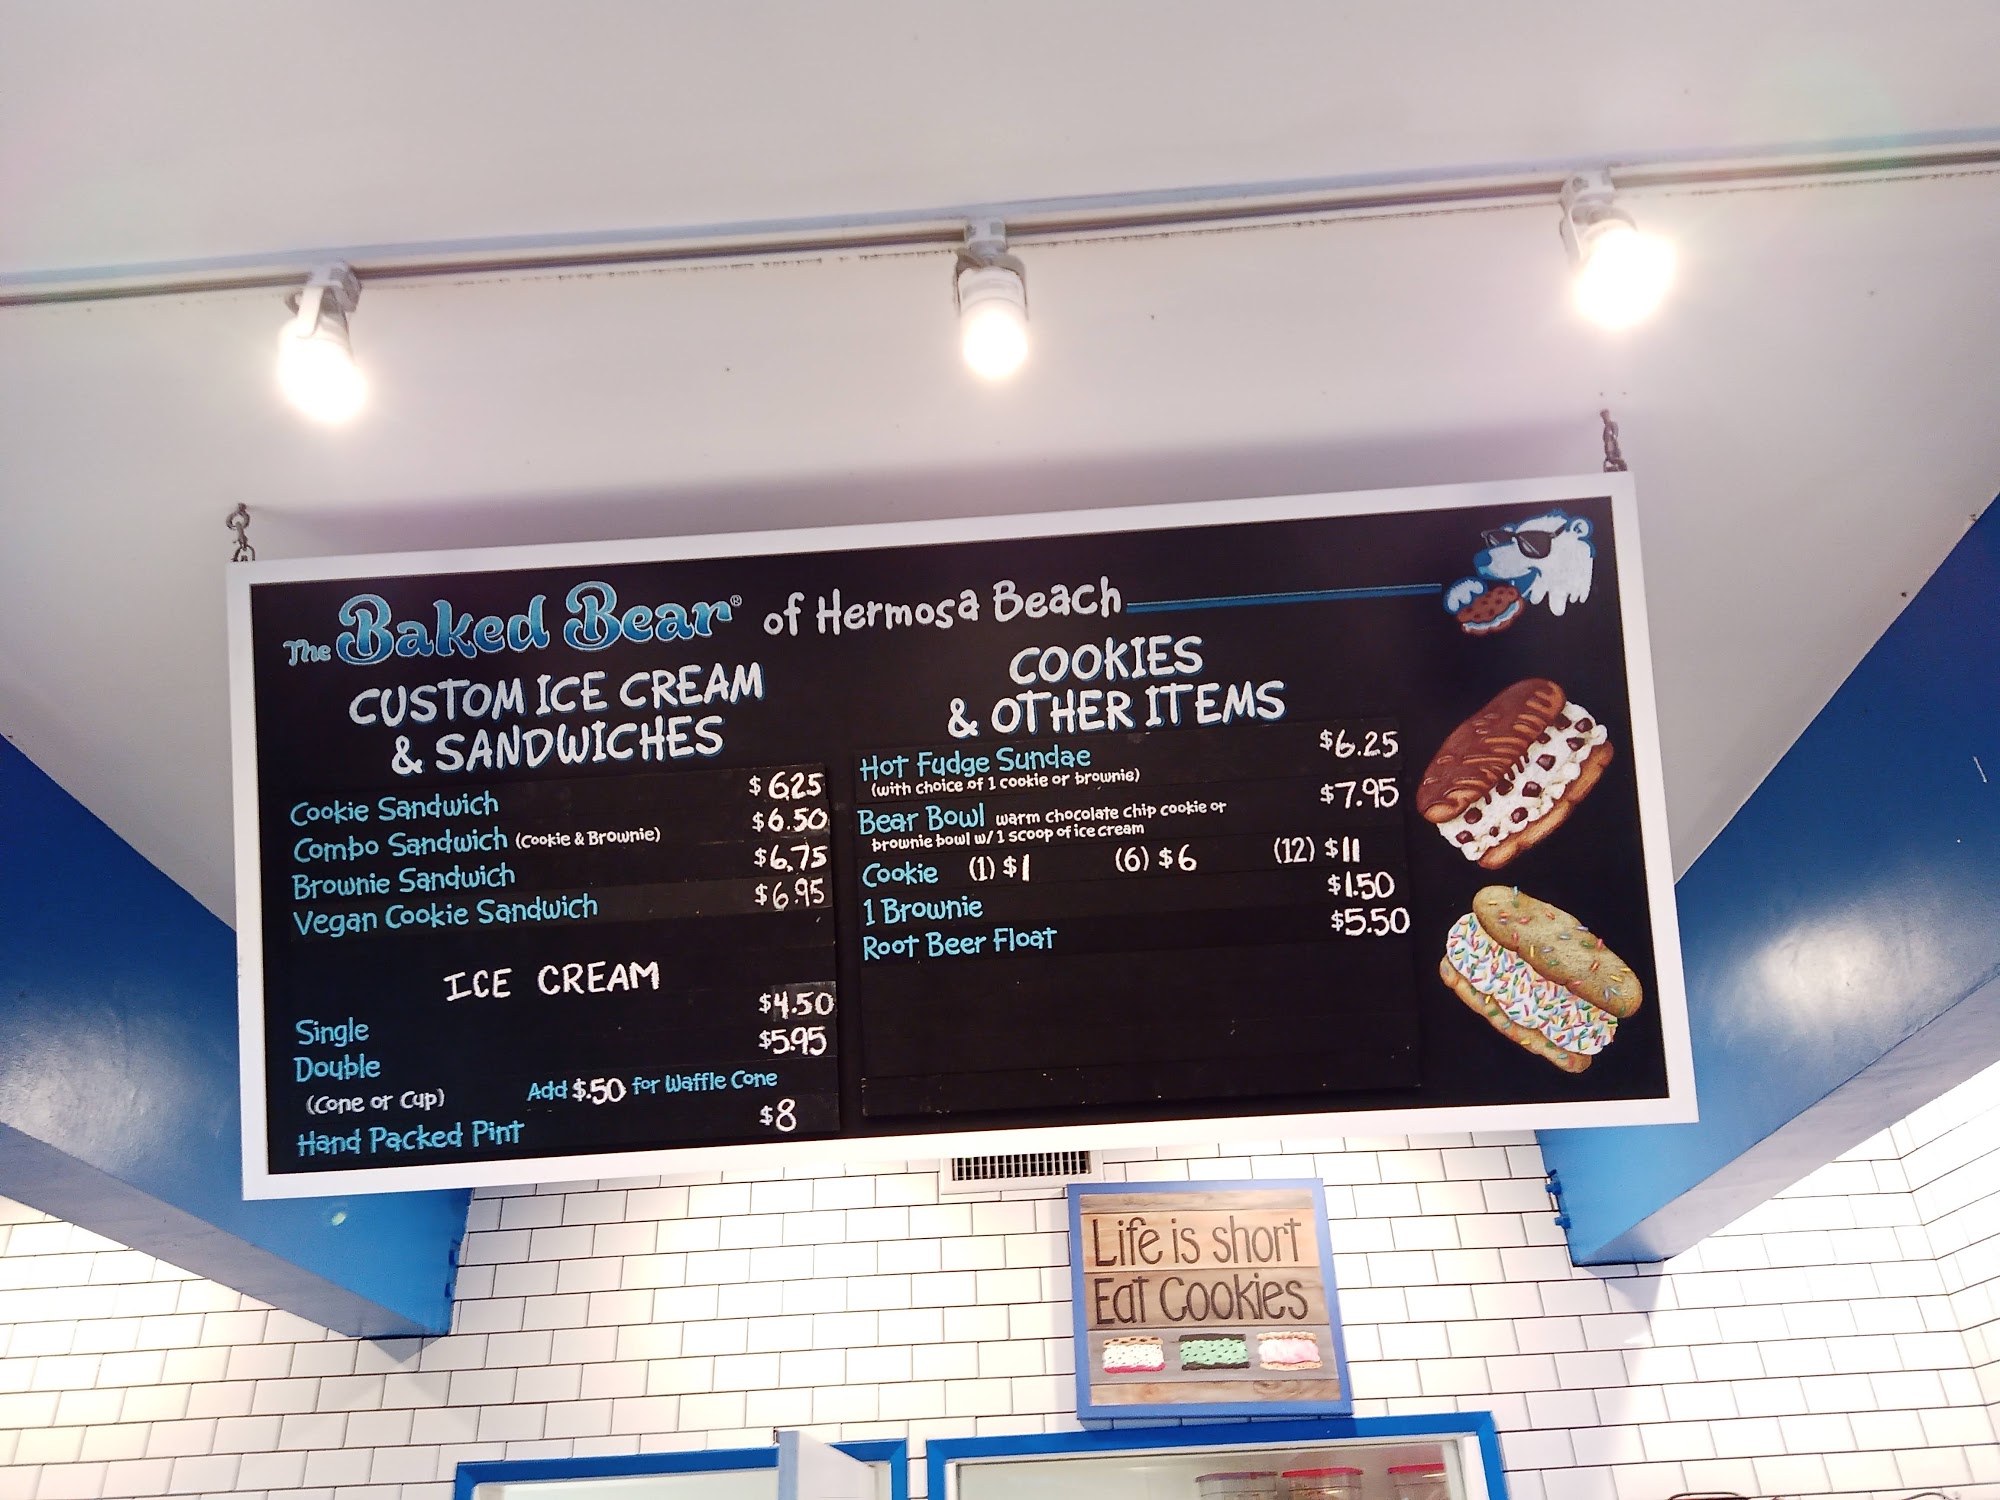 The Baked Bear® of Hermosa Beach
CUSTOM ICE CREAM
& SANDWICHES
Cookie Sandwich $6.25
Combo Sandwich (Cookie & Brownie) $6.50
Brownie Sandwich $6.75
Vegan Cookie Sandwich $6.95
ICE CREAM
Single $4.50
Double $5.95
(Cone or Cup) Add $.50 for Waffle Cone
Hand Packed Pint $8
COOKIES
& OTHER ITEMS
Hot Fudge Sundae $6.25
(with choice of 1 cookie or brownie)
Bear Bowl warm chocolate chip cookie or $7.95
brownie bowl w/ 1 scoop of ice cream
Cookie (1) $1 (6) $6 (12) $11
1 Brownie $1.50
Root Beer Float $5.50
Life is short
Eat Cookies